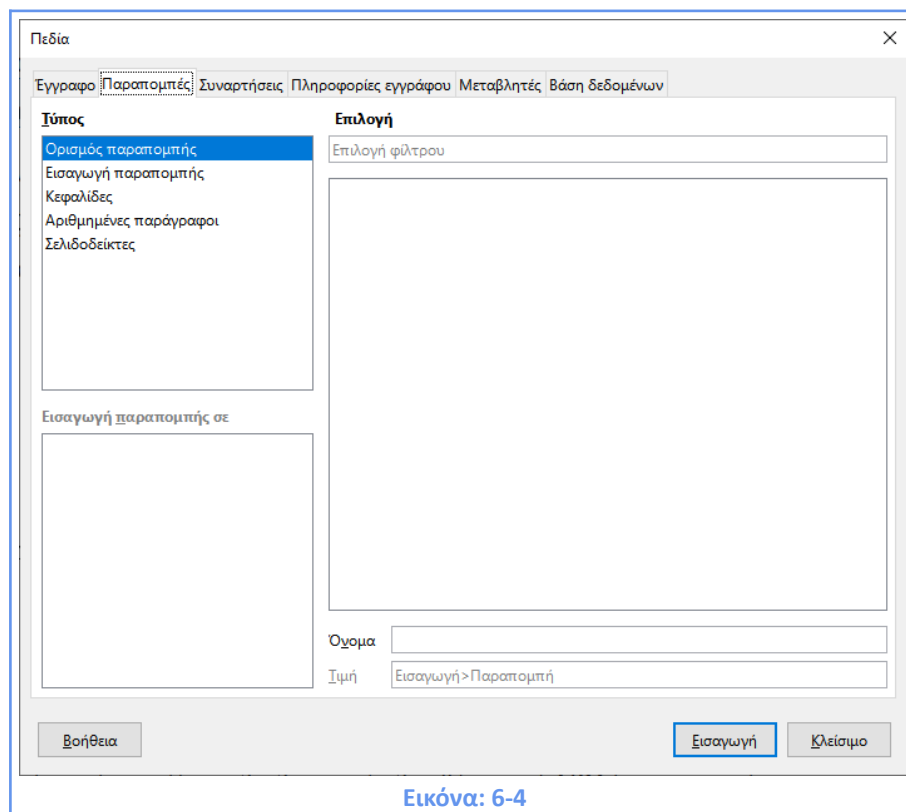 Πεδία
Έγγραφο Παραπομπές Συναρτήσεις Πληροφορίες εγγράφου Μεταβλητές Βάση δεδομένων
Τύπος
Ορισμός παραπομπής
Εισαγωγή παραπομπής
Κεφαλίδες
Αριθμημένες παράγραφοι
Σελιδοδείκτες
Εισαγωγή παραπομπής σε
Επιλογή
Επιλογή φίλτρου
Όνομα
Τιμή Εισαγωγή>Παραπομπή
Βοήθεια Εισαγωγή Κλείσιμο
Εικόνα: 6-4